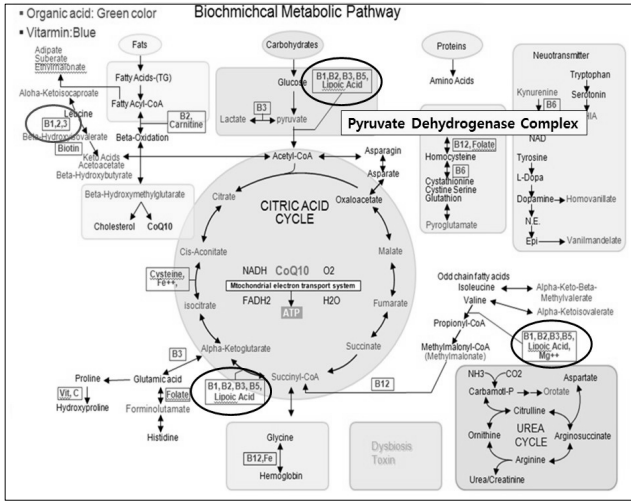 ▪ Organic acid: Green color
▪ Vitarmin:Blue
Biochmichcal Metabolic Pathway
Adipate
Suberate
Ethylmalonate
Aloha-Ketoisocaproate
Leucine
B1,2,3
Beta-Hydroxyisovalerate
Biotin
Keto Acids
Acetoacetate
Beta-Hydroxybutyrate
Fats
Fatty Acids-(TG)
Fatty Acyl-CoA
B2,
Carnitine
Beta-Oxidation
Beta-Hydroxymethylglutarate
Cholesterol
CoQ10
Carbohydrates
Glucose
B1,B2,B3,B5,
Lipoic Acid
B3
Lactate
pyruvate
Pyruvate Dehydrogenase Complex
Proteins
Amino Acids
B12,Folate
Homocysteine
B6
Cystathionine
Cystine Serine
Glutathion
Pyroglutamate
Neuotransmitter
Tryptophan
Kynurenine
Serotonin
B6
HIA
NAD
Tyrosine
L-Dopa
Dopamine
Homovanillate
N.E.
Epi
Vanilmandelate
Acetyl-CoA
Asparagin
Asparate
Oxaloacetate
Citrate
CITRIC ACID
CYCLE
Cis-Aconitate
Malate
Cysteine,
Fe++,
NADH CoQ10 O2
Mtochondrial electron transport system
FADH2 H2O
ATP
isocitrate
Fumarate
Alpha-Ketoglutarate
Succinate
Succinyl-CoA
B3
B1,B2,B3,B5,
Lipoic Acid
B12
Proline
Glutamic acid
Vit, C
Folate
Hydroxyproline
Forminolutamate
Histidine
Glycine
B12,Fe
Hemoglobin
Dysbiosis
Toxin
Odd chain fatty acids
Isoleucine
Alpha-Keto-Beta-
Methylvalerate
Valine
Alpha-Ketoisovalerate
Propionyl-CoA
B1,B2,B3,B5,
Lipoic Acid,
Mg++
Methylmalonyl-CoA
(Methylmalonate)
NH3
CO2
Aspartate
Carbamotl-P
Orotate
Citrulline
Ornithine
UREA
CYCLE
Arginosuccinate
Arginine
Urea/Creatinine